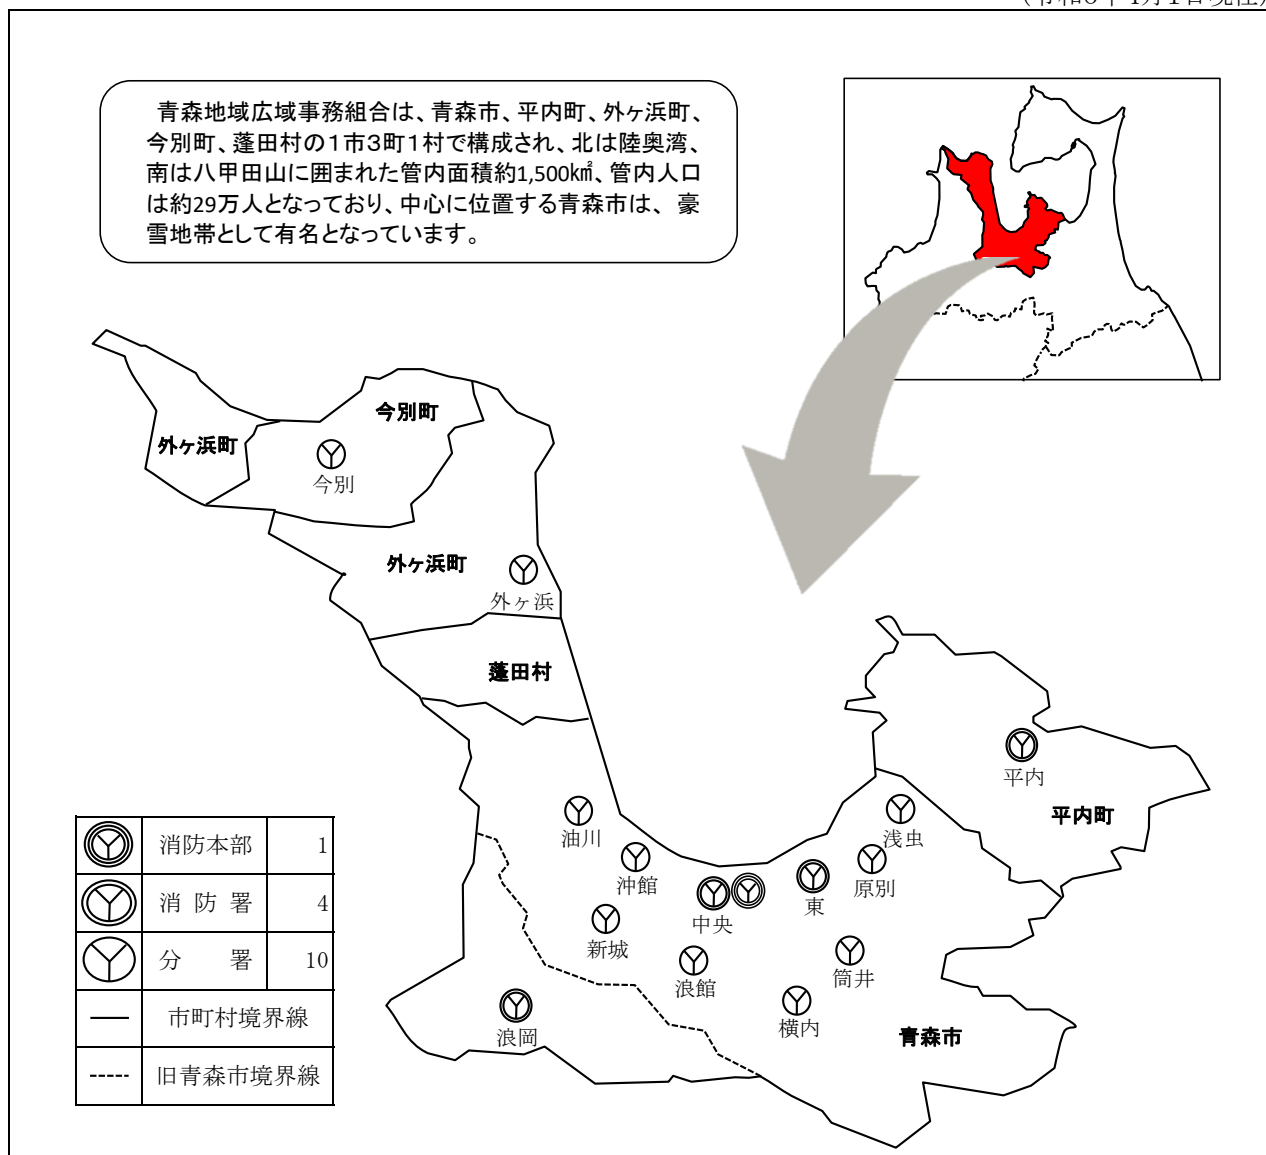 青森地域広域事務組合は、青森市、平内町、外ヶ浜町、
今別町、蓬田村の1市3町1村で構成され、北は陸奥湾、
南は八甲田山に囲まれた管内面積約1,500k㎡、管内人口
は約29万人となっており、中心に位置する青森市は、豪
雪地帯として有名となっています。
今別町
外ヶ浜町
今別
外ヶ浜町
外ヶ浜
蓬田村
平内
平内町
油川
浅虫
沖館
原別
中央
東
新城
浪館
筒井
横内
浪岡
青森市
消防本部 1
消防署 4
分署 10
市町村境界線
旧青森市境界線